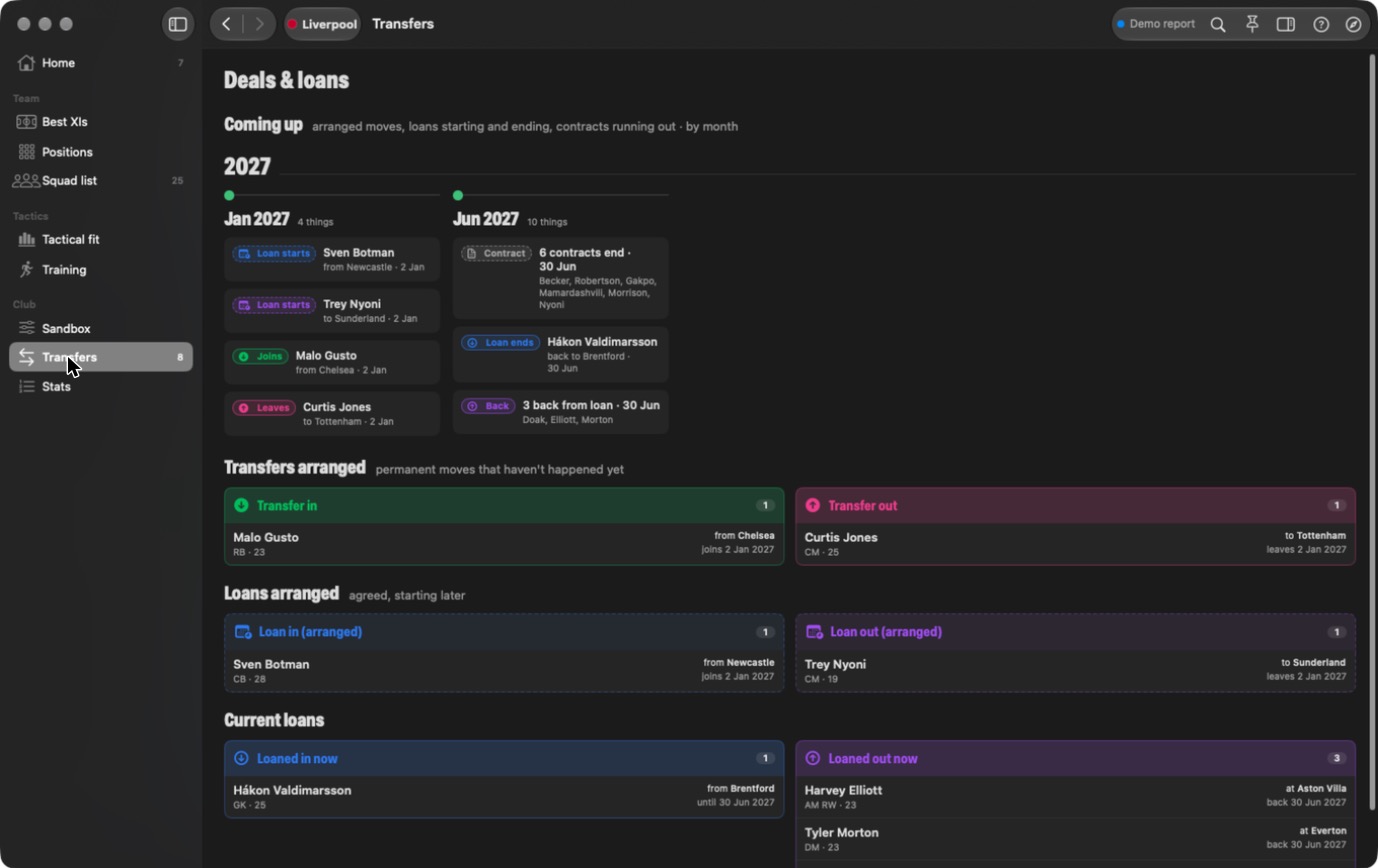 Liverpool
Transfers
Demo report
Home 7
Team
Best XIs
Positions
Squad list 25
Tactics
Tactical fit
Training
Club
Sandbox
Transfers 8
Stats
Deals & loans
Coming up arranged moves, loans starting and ending, contracts running out · by month
2027
Jan 2027 4 things
Loan starts Sven Botman
from Newcastle · 2 Jan
Loan starts Trey Nyoni
to Sunderland · 2 Jan
Joins Malo Gusto
from Chelsea · 2 Jan
Leaves Curtis Jones
to Tottenham · 2 Jan
Jun 2027 10 things
Contract 6 contracts end ·
30 Jun
Becker, Robertson, Gakpo,
Mamardashvili, Morrison,
Nyoni
Loan ends Hákon Valdimarsson
back to Brentford ·
30 Jun
Back 3 back from loan · 30 Jun
Doak, Elliott, Morton
Transfers arranged permanent moves that haven't happened yet
Transfer in 1
Malo Gusto from Chelsea
RB · 23 joins 2 Jan 2027
Transfer out 1
Curtis Jones to Tottenham
CM · 25 leaves 2 Jan 2027
Loans arranged agreed, starting later
Loan in (arranged) 1
Sven Botman from Newcastle
CB · 28 joins 2 Jan 2027
Loan out (arranged) 1
Trey Nyoni to Sunderland
CM · 19 leaves 2 Jan 2027
Current loans
Loaned in now 1
Hákon Valdimarsson from Brentford
GK · 25 until 30 Jun 2027
Loaned out now 3
Harvey Elliott at Aston Villa
AM RW · 23 back 30 Jun 2027
Tyler Morton at Everton
DM · 23 back 30 Jun 2027